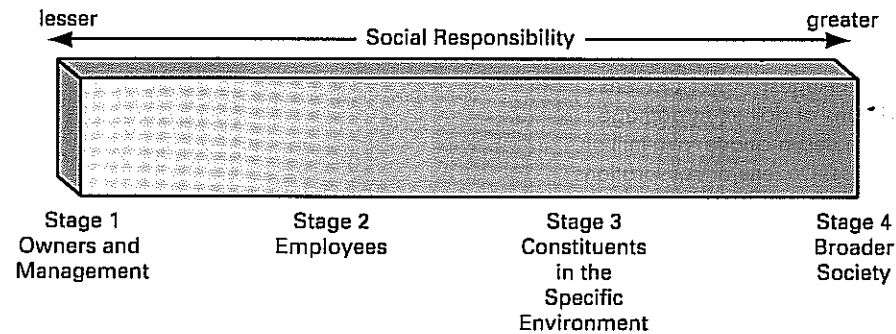 lesser greater
Social Responsibility
Stage 1 Stage 2 Stage 3 Stage 4
Owners and Employees Constituents Broader
Management in the Society
Specific
Environment